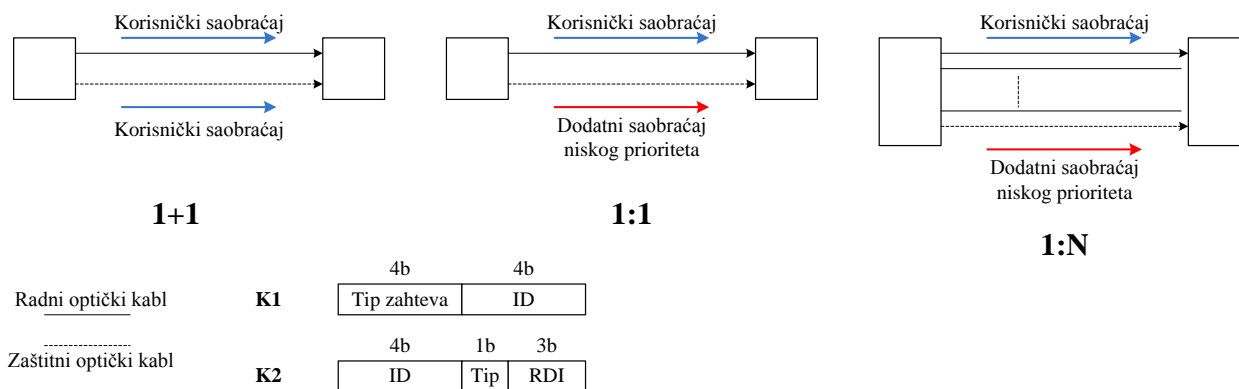 Korisnički saobraćaj
Korisnički saobraćaj
1+1
Korisnički saobraćaj
Dodatni saobraćaj
niskog prioriteta
1:1
Korisnički saobraćaj
Dodatni saobraćaj
niskog prioriteta
1:N
Radni optički kabl
Zaštitni optički kabl
4b 4b
K1 Tip zahteva ID
4b 1b 3b
K2 ID Tip RDI